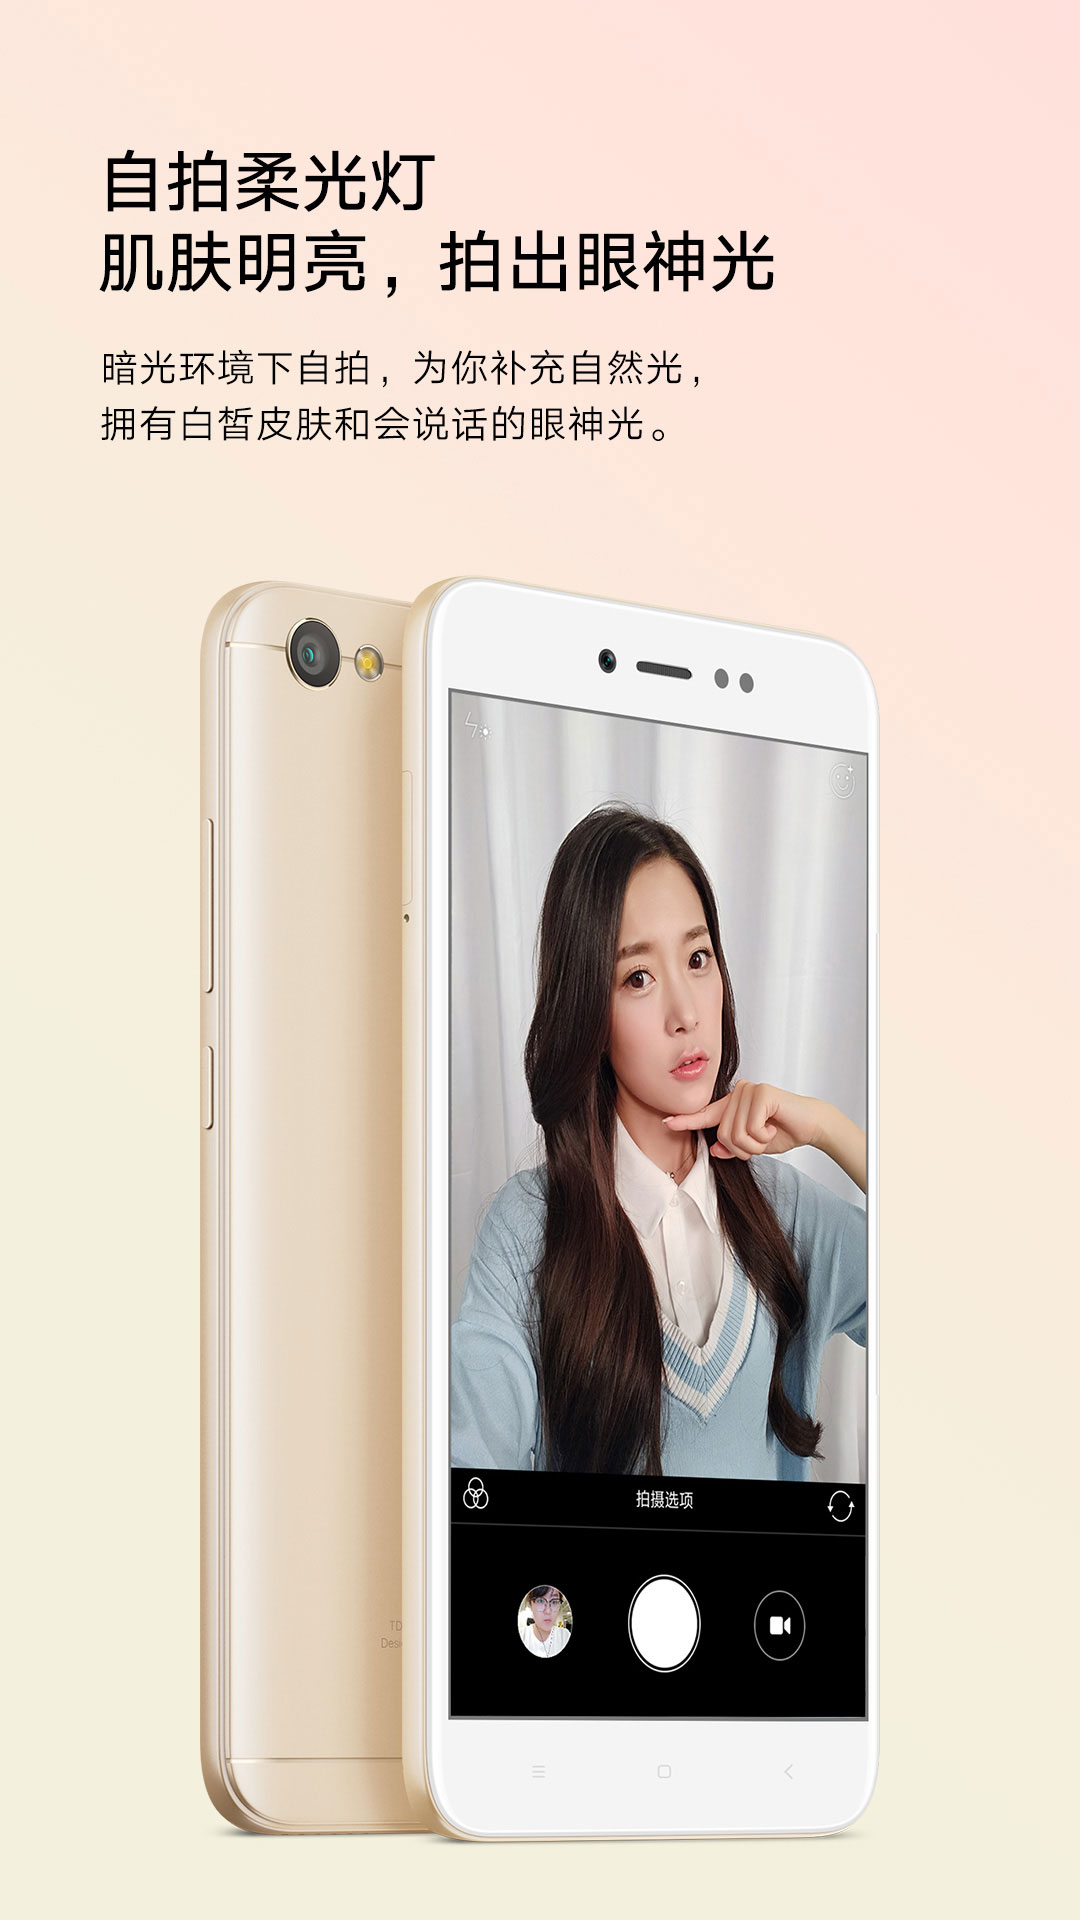 自拍柔光灯
肌肤明亮，拍出眼神光
暗光环境下自拍，为你补充自然光，
拥有白皙皮肤和会说话的眼神光。
拍摄选项
TD
Desi